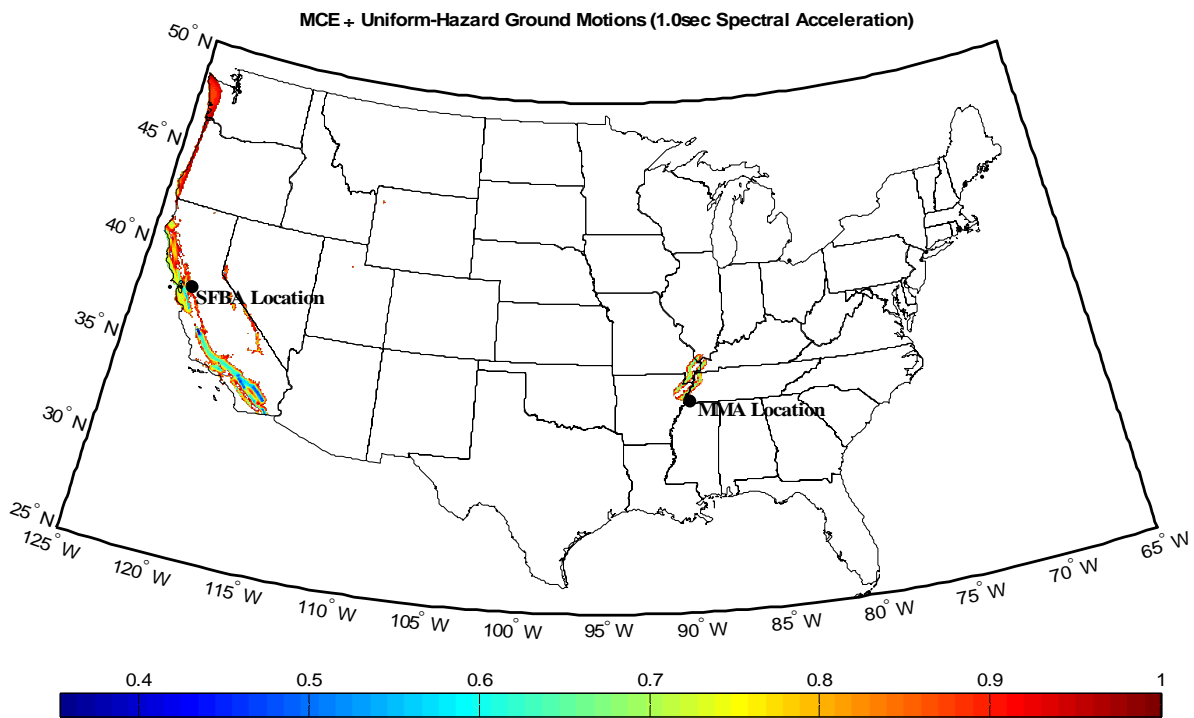 MCE ÷ Uniform-Hazard Ground Motions (1.0sec Spectral Acceleration)
50° N
45° N
40° N
35° N
30° N
25° N
SFBA Location
MMA Location
125° W
120° W
115° W
110° W
105° W
100° W
95° W
90° W
85° W
80° W
75° W
70° W
65° W
0.4 0.5 0.6 0.7 0.8 0.9 1